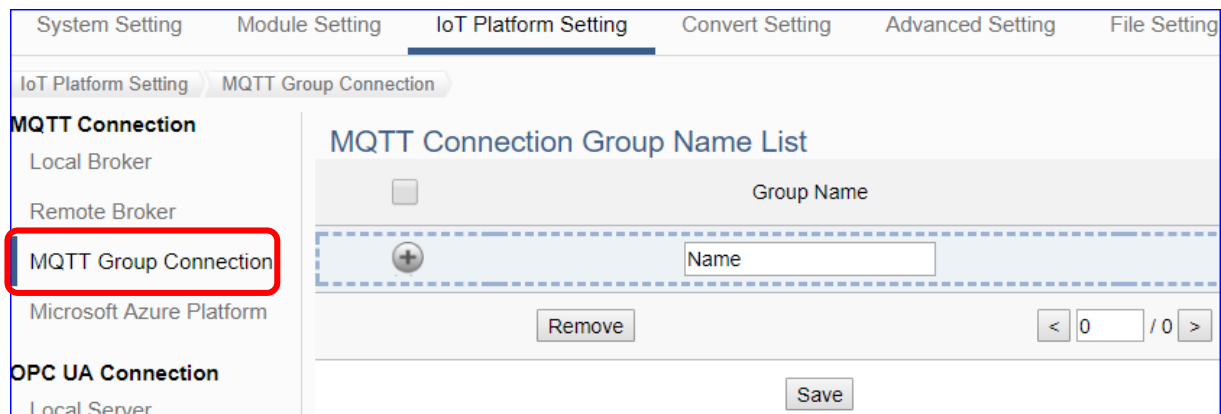 System Setting Module Setting IoT Platform Setting Convert Setting Advanced Setting File Setting
IoT Platform Setting MQTT Group Connection
MQTT Connection
Local Broker
Remote Broker
MQTT Group Connection
Microsoft Azure Platform
OPC UA Connection
Local Server
MQTT Connection Group Name List
Group Name
Name
Remove < 0 / 0 >
Save